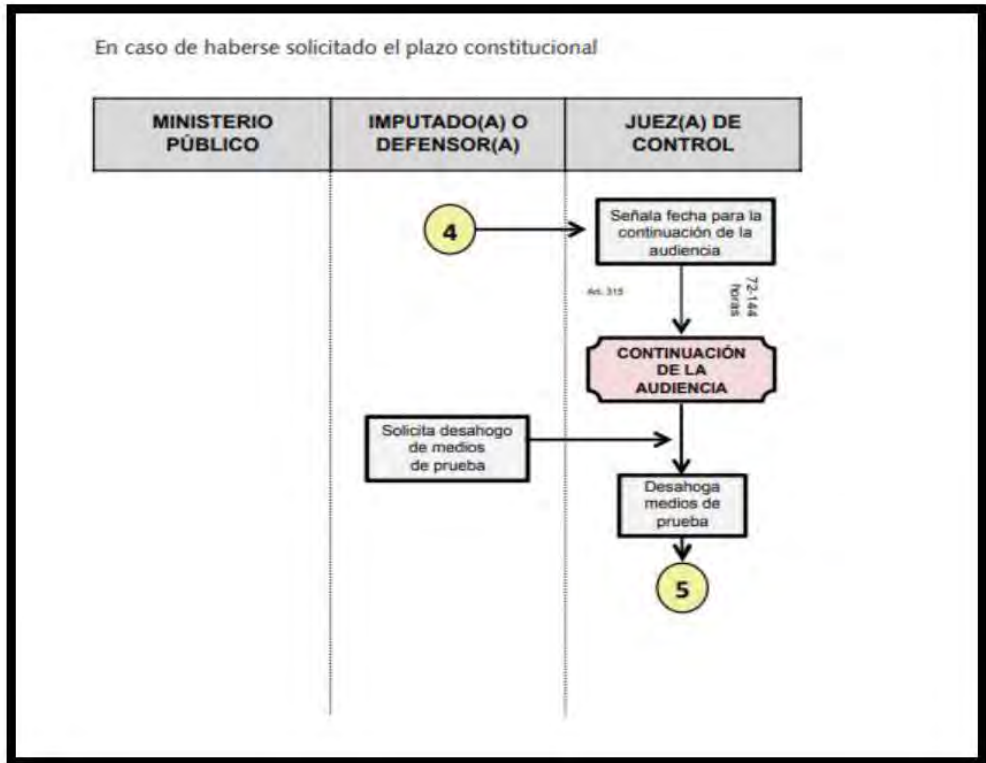 En caso de haberse solicitado el plazo constitucional
MINISTERIO
PÚBLICO
IMPUTADO(A) O
DEFENSOR(A)
JUEZ(A) DE
CONTROL
4
Señala fecha para la
continuación de la
audiencia
Art. 315
72-144
horas
CONTINUACIÓN
DE LA
AUDIENCIA
Solicita desahogo
de medios
de prueba
Desahoga
medios de
prueba
5